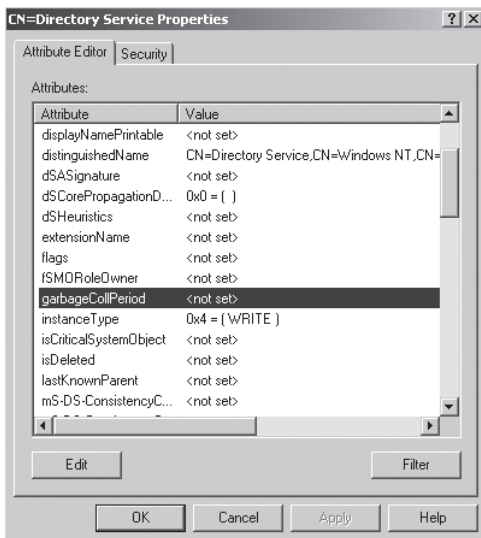 CN=Directory Service Properties
Attribute Editor Security
Attributes:
Attribute Value
displayNamePrintable <not set>
distinguishedName CN=Directory Service,CN=Windows NT,CN=
dSASignature <not set>
dSCorePropagationD... 0x0 = ( )
dSHeuristics <not set>
extensionName <not set>
flags <not set>
fSMORoleOwner <not set>
garbageCollPeriod <not set>
instanceType 0x4 = ( WRITE )
isCriticalSystemObject <not set>
isDeleted <not set>
lastKnownParent <not set>
mS-DS-ConsistencyC... <not set>
Edit Filter
OK Cancel Apply Help